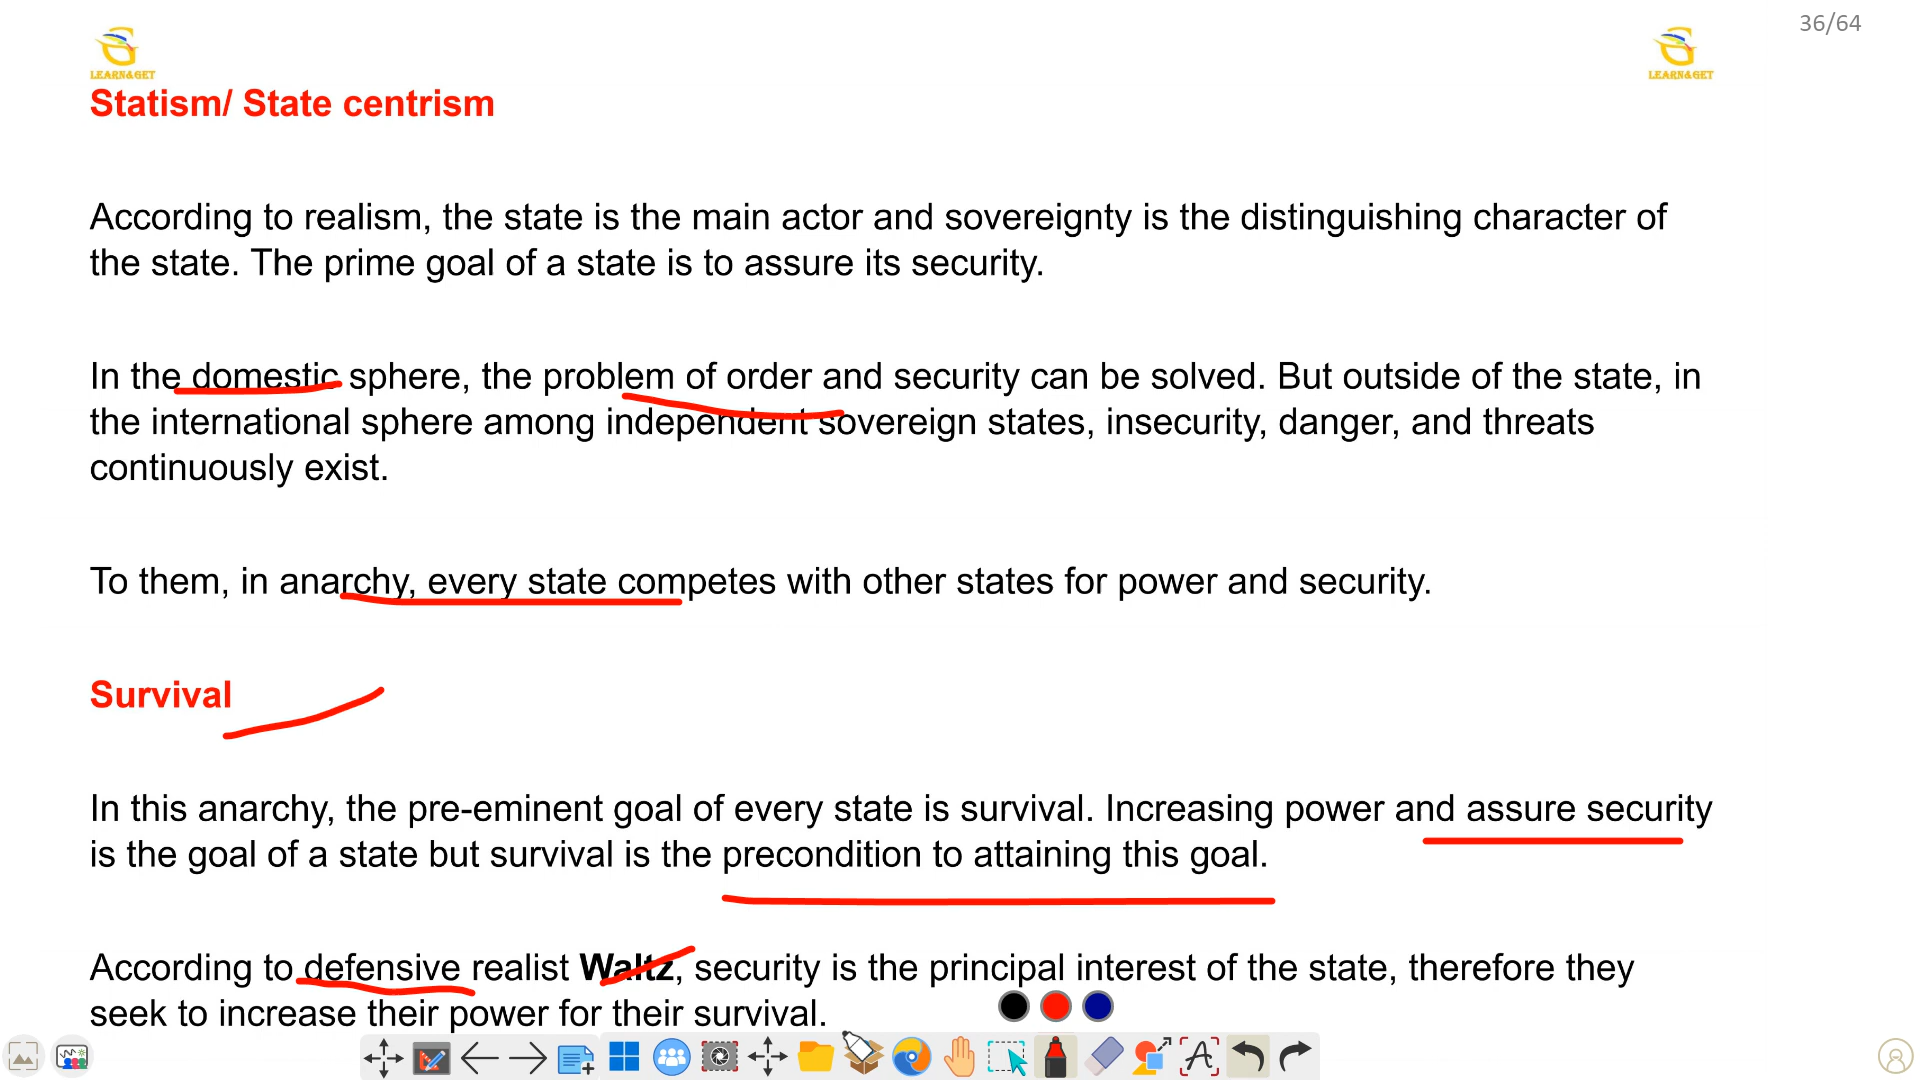 36/64
LEARN&GET
LEARN&GET
Statism/ State centrism
According to realism, the state is the main actor and sovereignty is the distinguishing character of
the state. The prime goal of a state is to assure its security.
In the domestic sphere, the problem of order and security can be solved. But outside of the state, in
the international sphere among independent sovereign states, insecurity, danger, and threats
continuously exist.
To them, in anarchy, every state competes with other states for power and security.
Survival
In this anarchy, the pre-eminent goal of every state is survival. Increasing power and assure security
is the goal of a state but survival is the precondition to attaining this goal.
According to defensive realist Waltz, security is the principal interest of the state, therefore they
seek to increase their power for their survival.